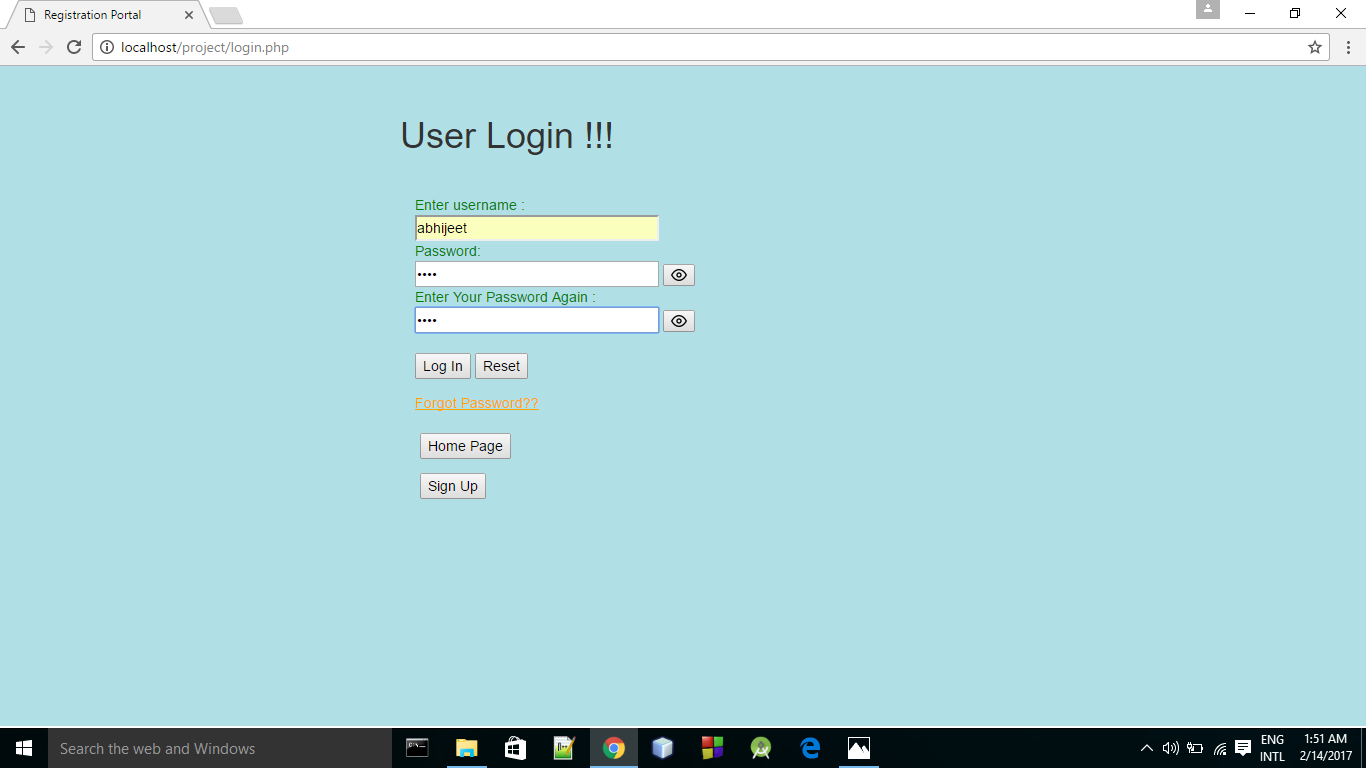 Registration Portal
localhost/project/login.php
User Login !!!
Enter username :
abhijeet
Password:
••••
Enter Your Password Again :
••••
Log In Reset
Forgot Password??
Home Page
Sign Up
Search the web and Windows
ENG
INTL
1:51 AM
2/14/2017